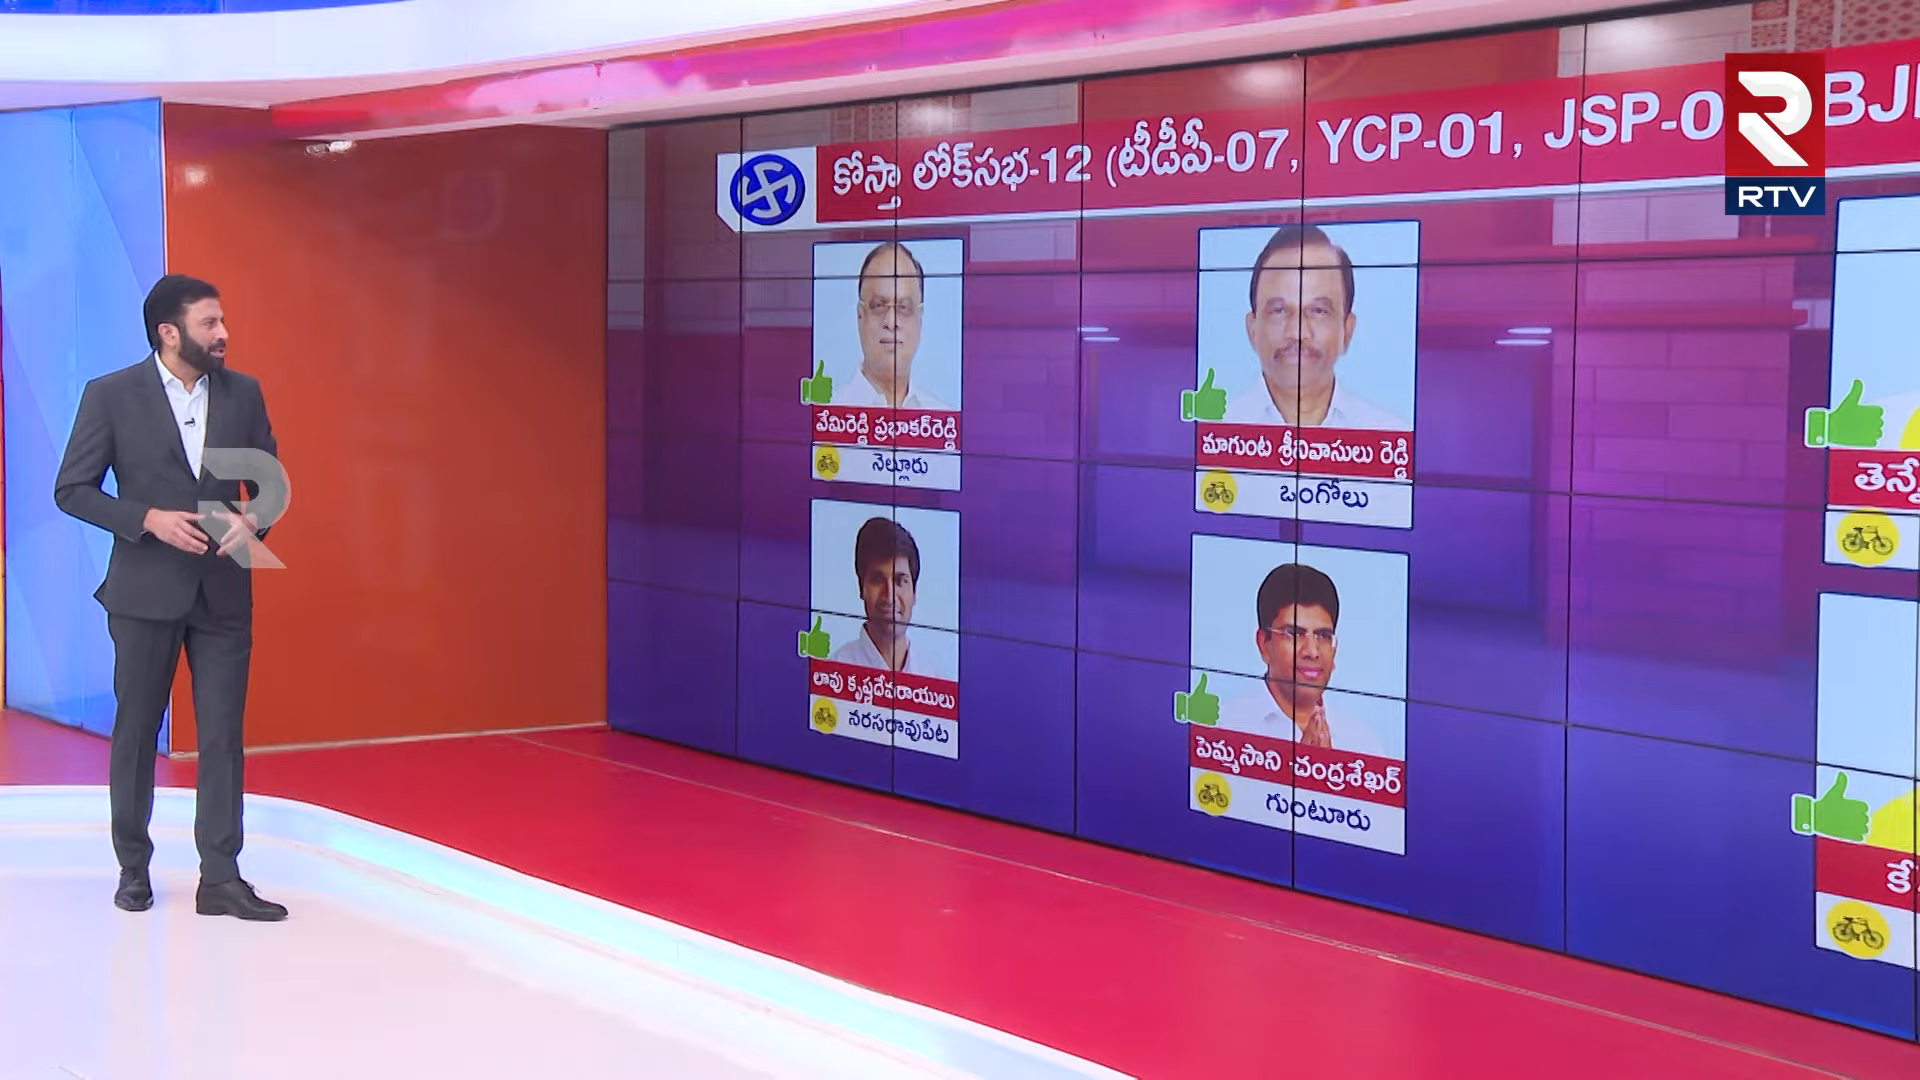 కోస్తా లోక్‌సభ-12 (టీడీపీ-07, YCP-01, JSP-0
RTV
వేమిరెడ్డి ప్రభాకర్‌రెడ్డి
నెల్లూరు
మాగుంట శ్రీనివాసులు రెడ్డి
ఒంగోలు
లావు కృష్ణదేవరాయులు
నరసరావుపేట
పెమ్మసాని చంద్రశేఖర్
గుంటూరు